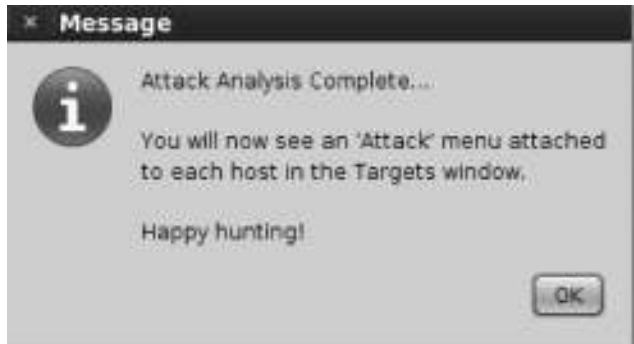 × Message
Attack Analysis Complete...
You will now see an 'Attack' menu attached
to each host in the Targets window.
Happy hunting!
OK